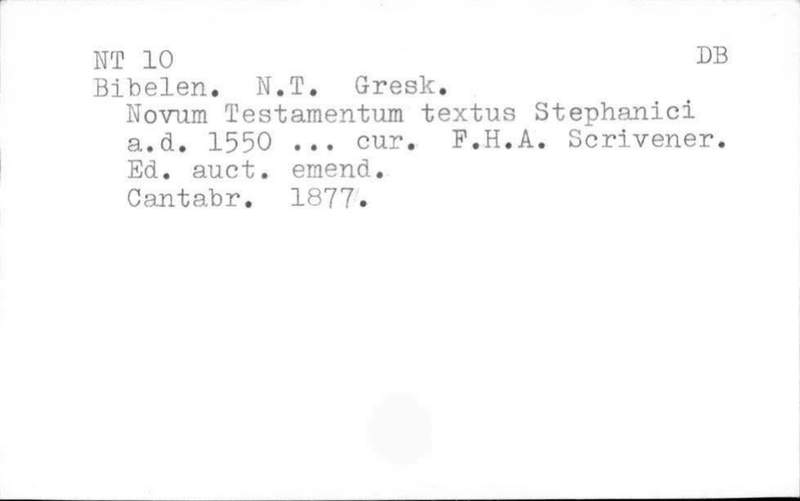 NT 10 DB
Bibelen. N.T. Gresk.
Novum Testamentum textus Stephanici
a.d. 1550 ... cur. F.H.A. Scrivener.
Ed. auct. emend.
Cantabr. 1877.